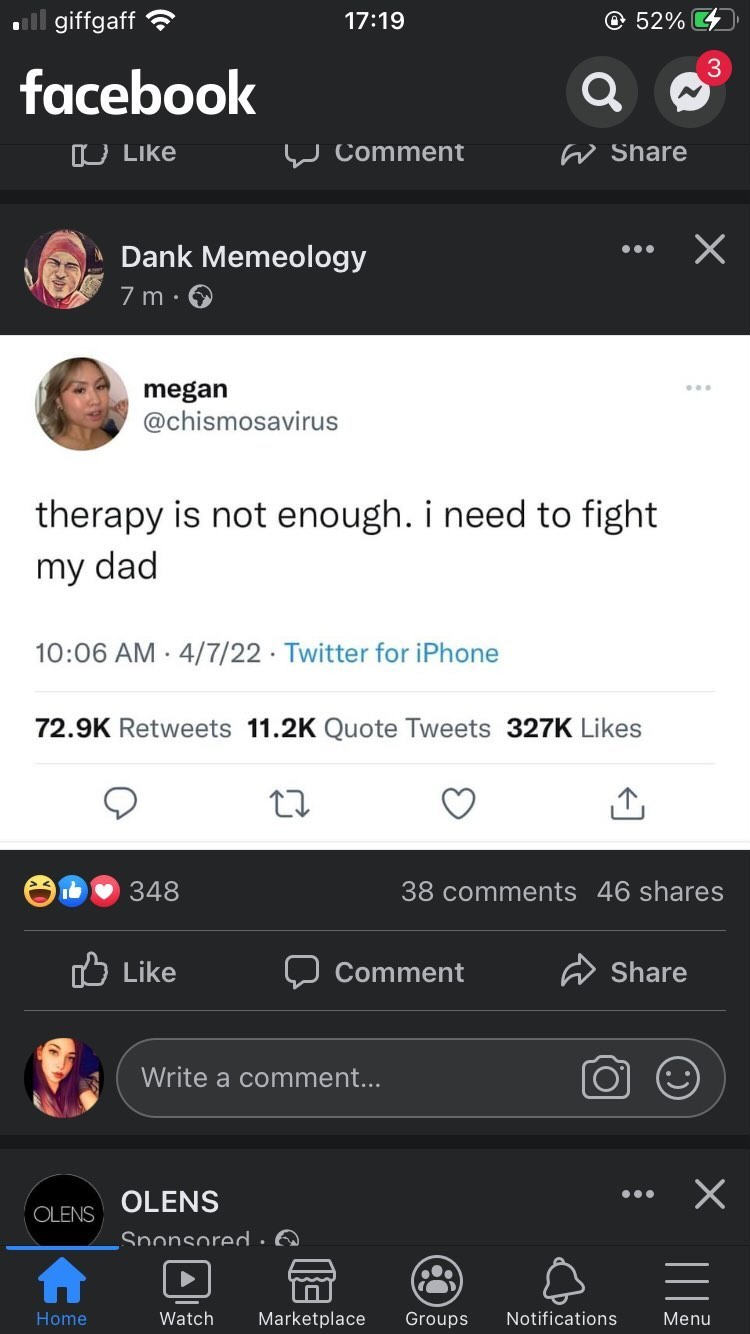 giffgaff 17:19 52%
facebook 3
Like Comment Share
Dank Memeology
7 m ·
megan
@chismosavirus
therapy is not enough. i need to fight
my dad
10:06 AM · 4/7/22 · Twitter for iPhone
72.9K Retweets 11.2K Quote Tweets 327K Likes
348 38 comments 46 shares
Like Comment Share
Write a comment...
OLENS OLENS
Sponsored ·
Home Watch Marketplace Groups Notifications Menu